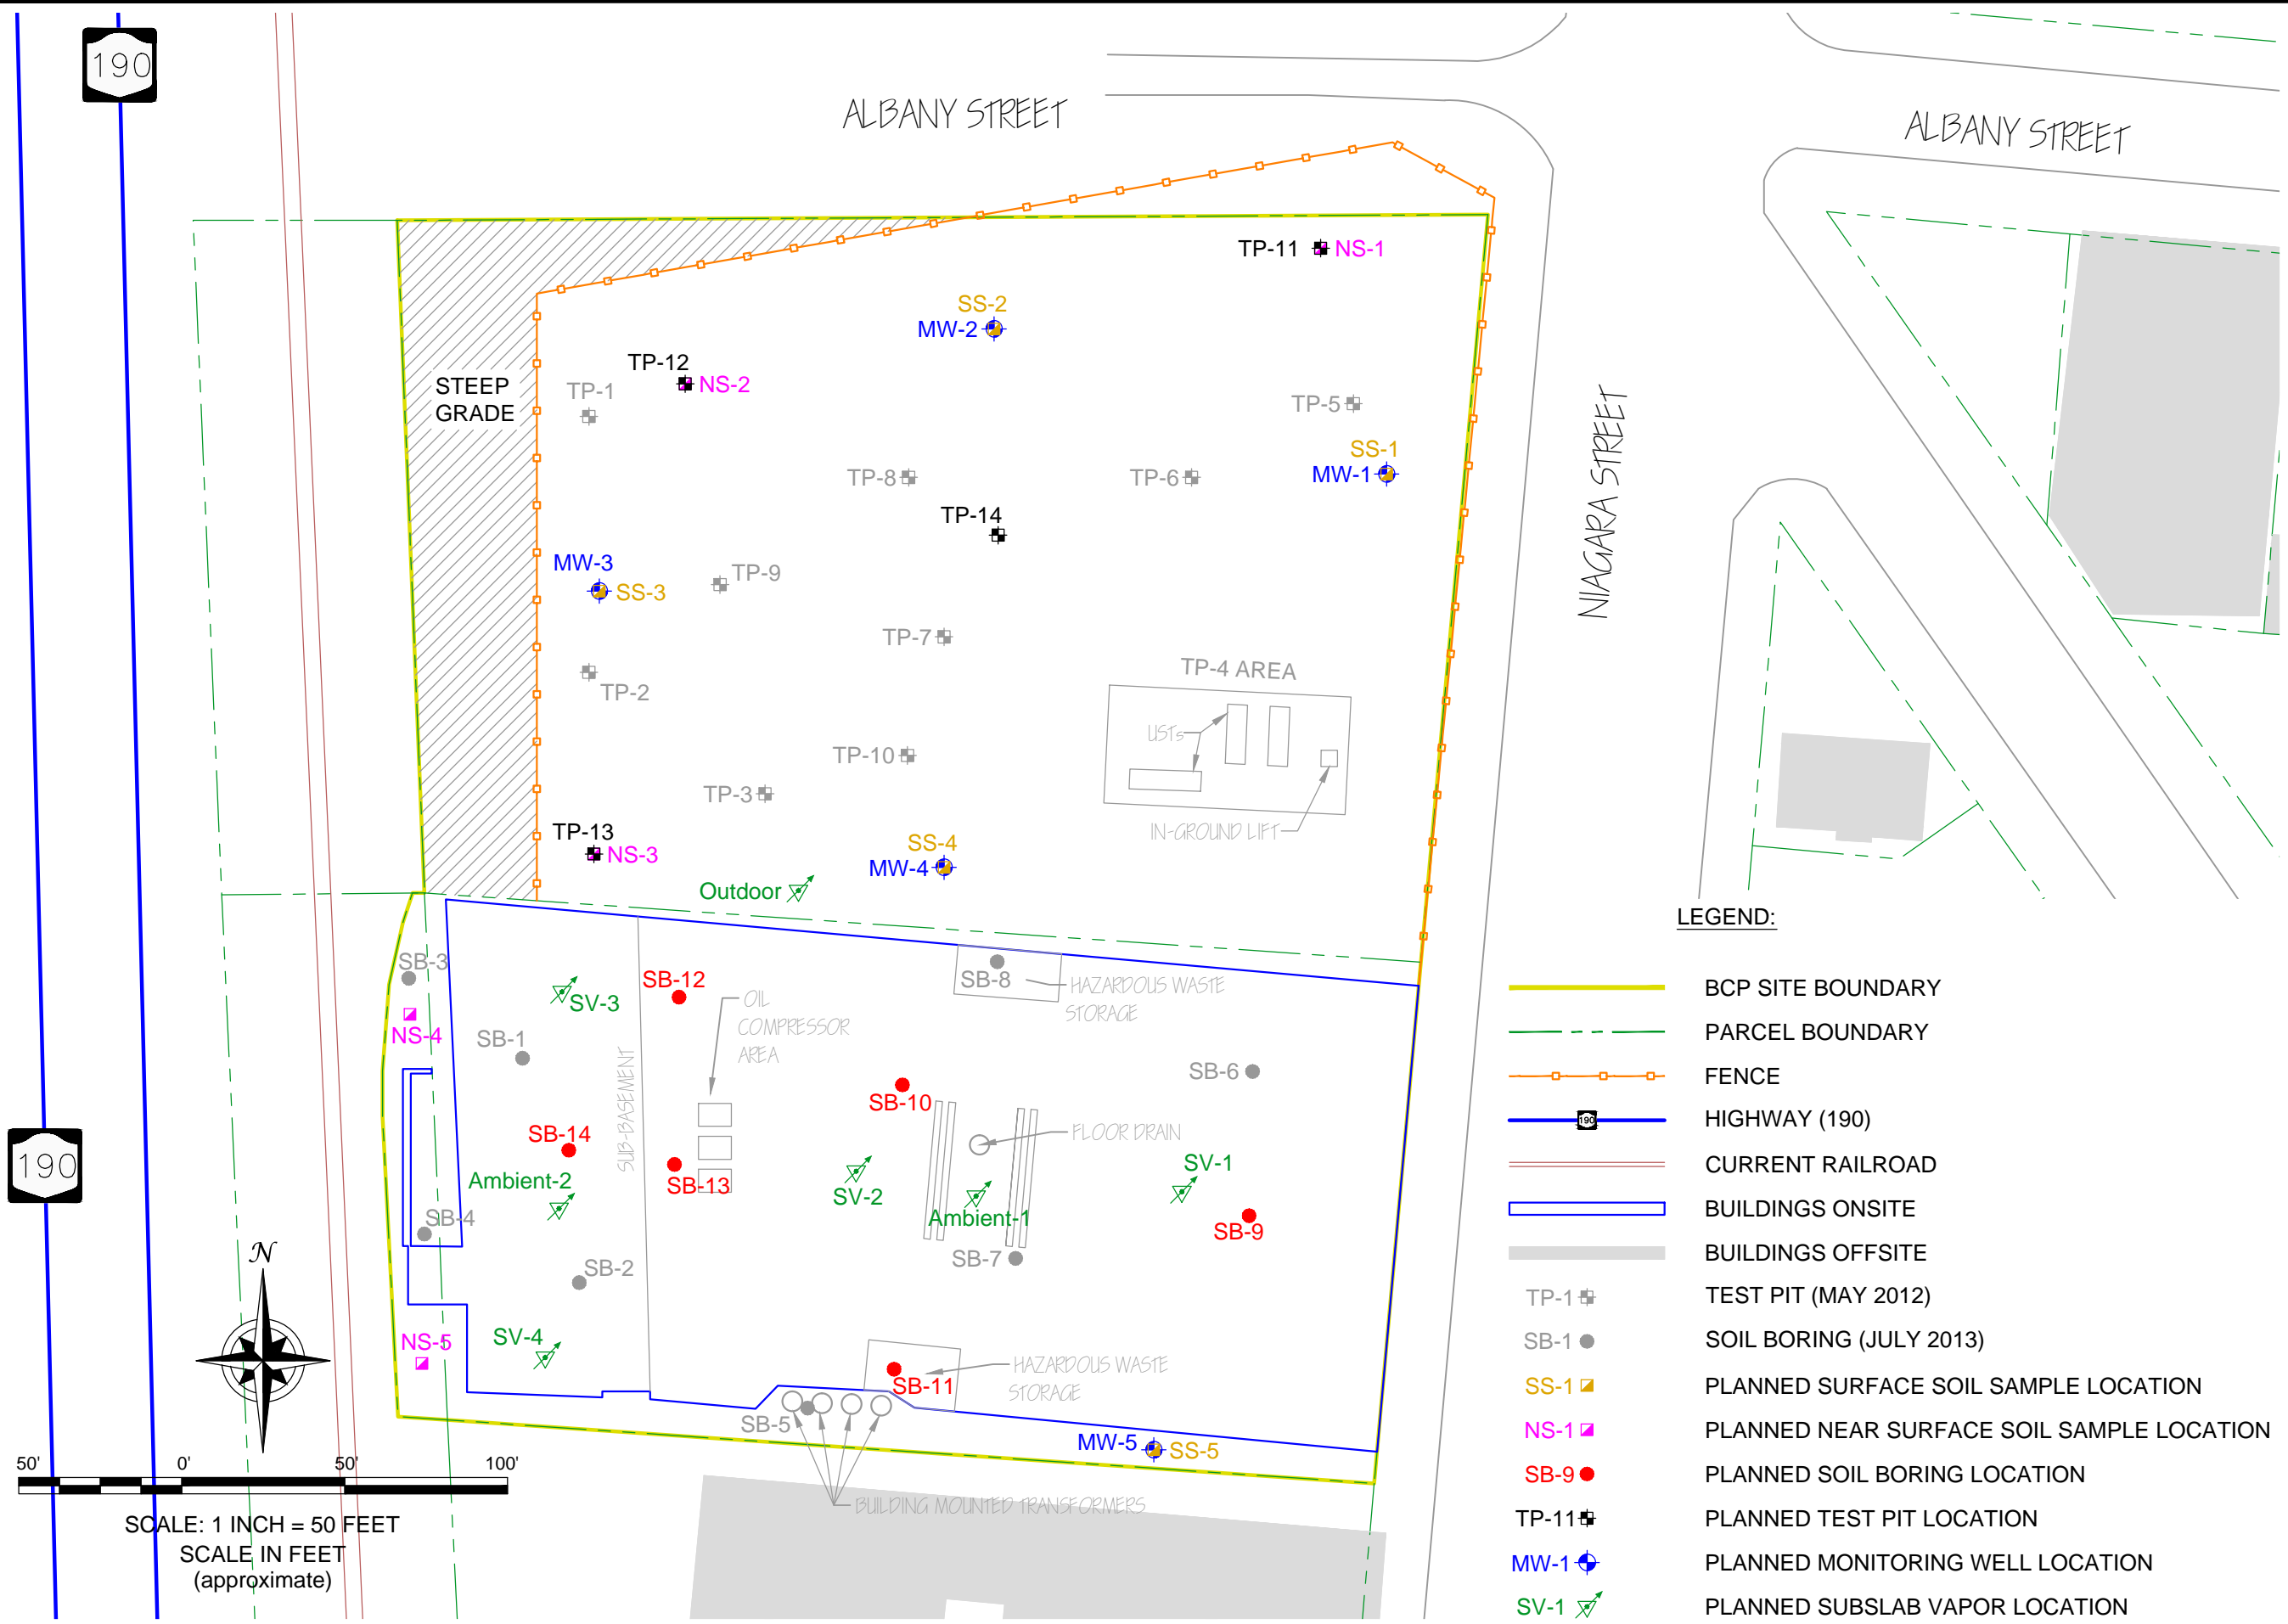 190
ALBANY STREET
ALBANY STREET
TP-11 NS-1
SS-2
MW-2
TP-12
NS-2
STEEP
GRADE
TP-1
TP-5
SS-1
MW-1
TP-8
TP-6
TP-14
NIAGARA STREET
MW-3
SS-3
TP-9
TP-7
TP-4 AREA
TP-2
USTs
TP-10
TP-3
IN-GROUND LIFT
TP-13
NS-3
SS-4
MW-4
Outdoor
SB-3
SB-12
SB-8
HAZARDOUS WASTE
STORAGE
SV-3
OIL
COMPRESSOR
AREA
NS-4
SB-1
SUB-BASEMENT
SB-6
SB-10
SB-14
FLOOR DRAIN
190
Ambient-2
SB-13
SV-2
SV-1
Ambient-1
SB-4
SB-9
SB-7
SB-2
N
NS-5
SV-4
HAZARDOUS WASTE
STORAGE
SB-11
SB-5
MW-5 SS-5
BUILDING MOUNTED TRANSFORMERS
50' 0' 50' 100'
SCALE: 1 INCH = 50 FEET
SCALE IN FEET
(approximate)
LEGEND:
BCP SITE BOUNDARY
PARCEL BOUNDARY
FENCE
190 HIGHWAY (190)
CURRENT RAILROAD
BUILDINGS ONSITE
BUILDINGS OFFSITE
TP-1 TEST PIT (MAY 2012)
SB-1 SOIL BORING (JULY 2013)
SS-1 PLANNED SURFACE SOIL SAMPLE LOCATION
NS-1 PLANNED NEAR SURFACE SOIL SAMPLE LOCATION
SB-9 PLANNED SOIL BORING LOCATION
TP-11 PLANNED TEST PIT LOCATION
MW-1 PLANNED MONITORING WELL LOCATION
SV-1 PLANNED SUBSLAB VAPOR LOCATION